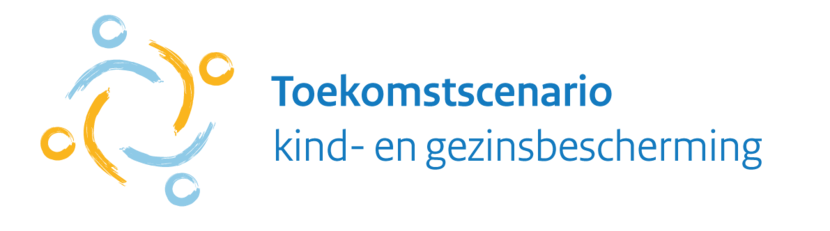 Toekomstscenario
kind- en gezinsbescherming